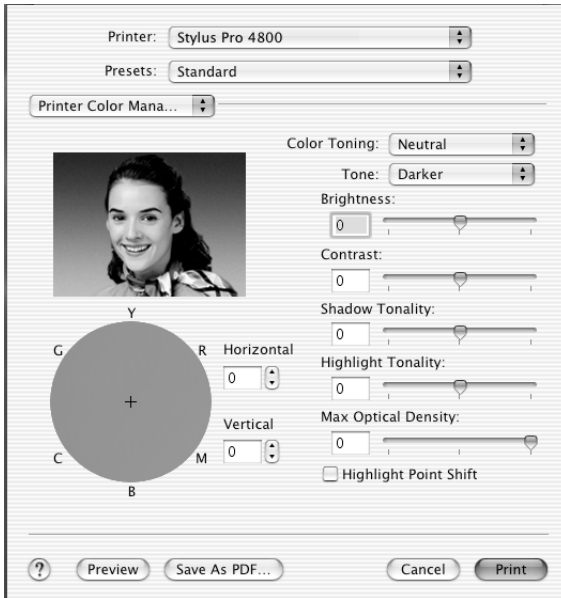 Printer: Stylus Pro 4800
Presets: Standard
Printer Color Mana...
Color Toning: Neutral
Tone: Darker
Brightness:
0
Contrast:
0
Shadow Tonality:
0
Highlight Tonality:
0
Max Optical Density:
0
Highlight Point Shift
Y
G
R
C
M
B
Horizontal
0
Vertical
0
? Preview Save As PDF... Cancel Print